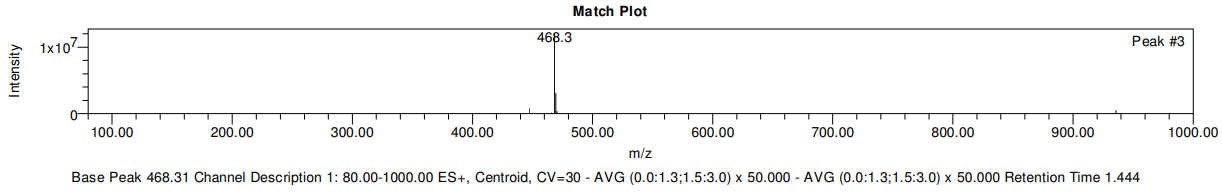 Match Plot
Intensity
1x10⁷
0
468.3
Peak #3
100.00 200.00 300.00 400.00 500.00 600.00 700.00 800.00 900.00 1000.00
m/z
Base Peak 468.31 Channel Description 1: 80.00-1000.00 ES+, Centroid, CV=30 - AVG (0.0:1.3;1.5:3.0) x 50.000 - AVG (0.0:1.3;1.5:3.0) x 50.000 Retention Time 1.444